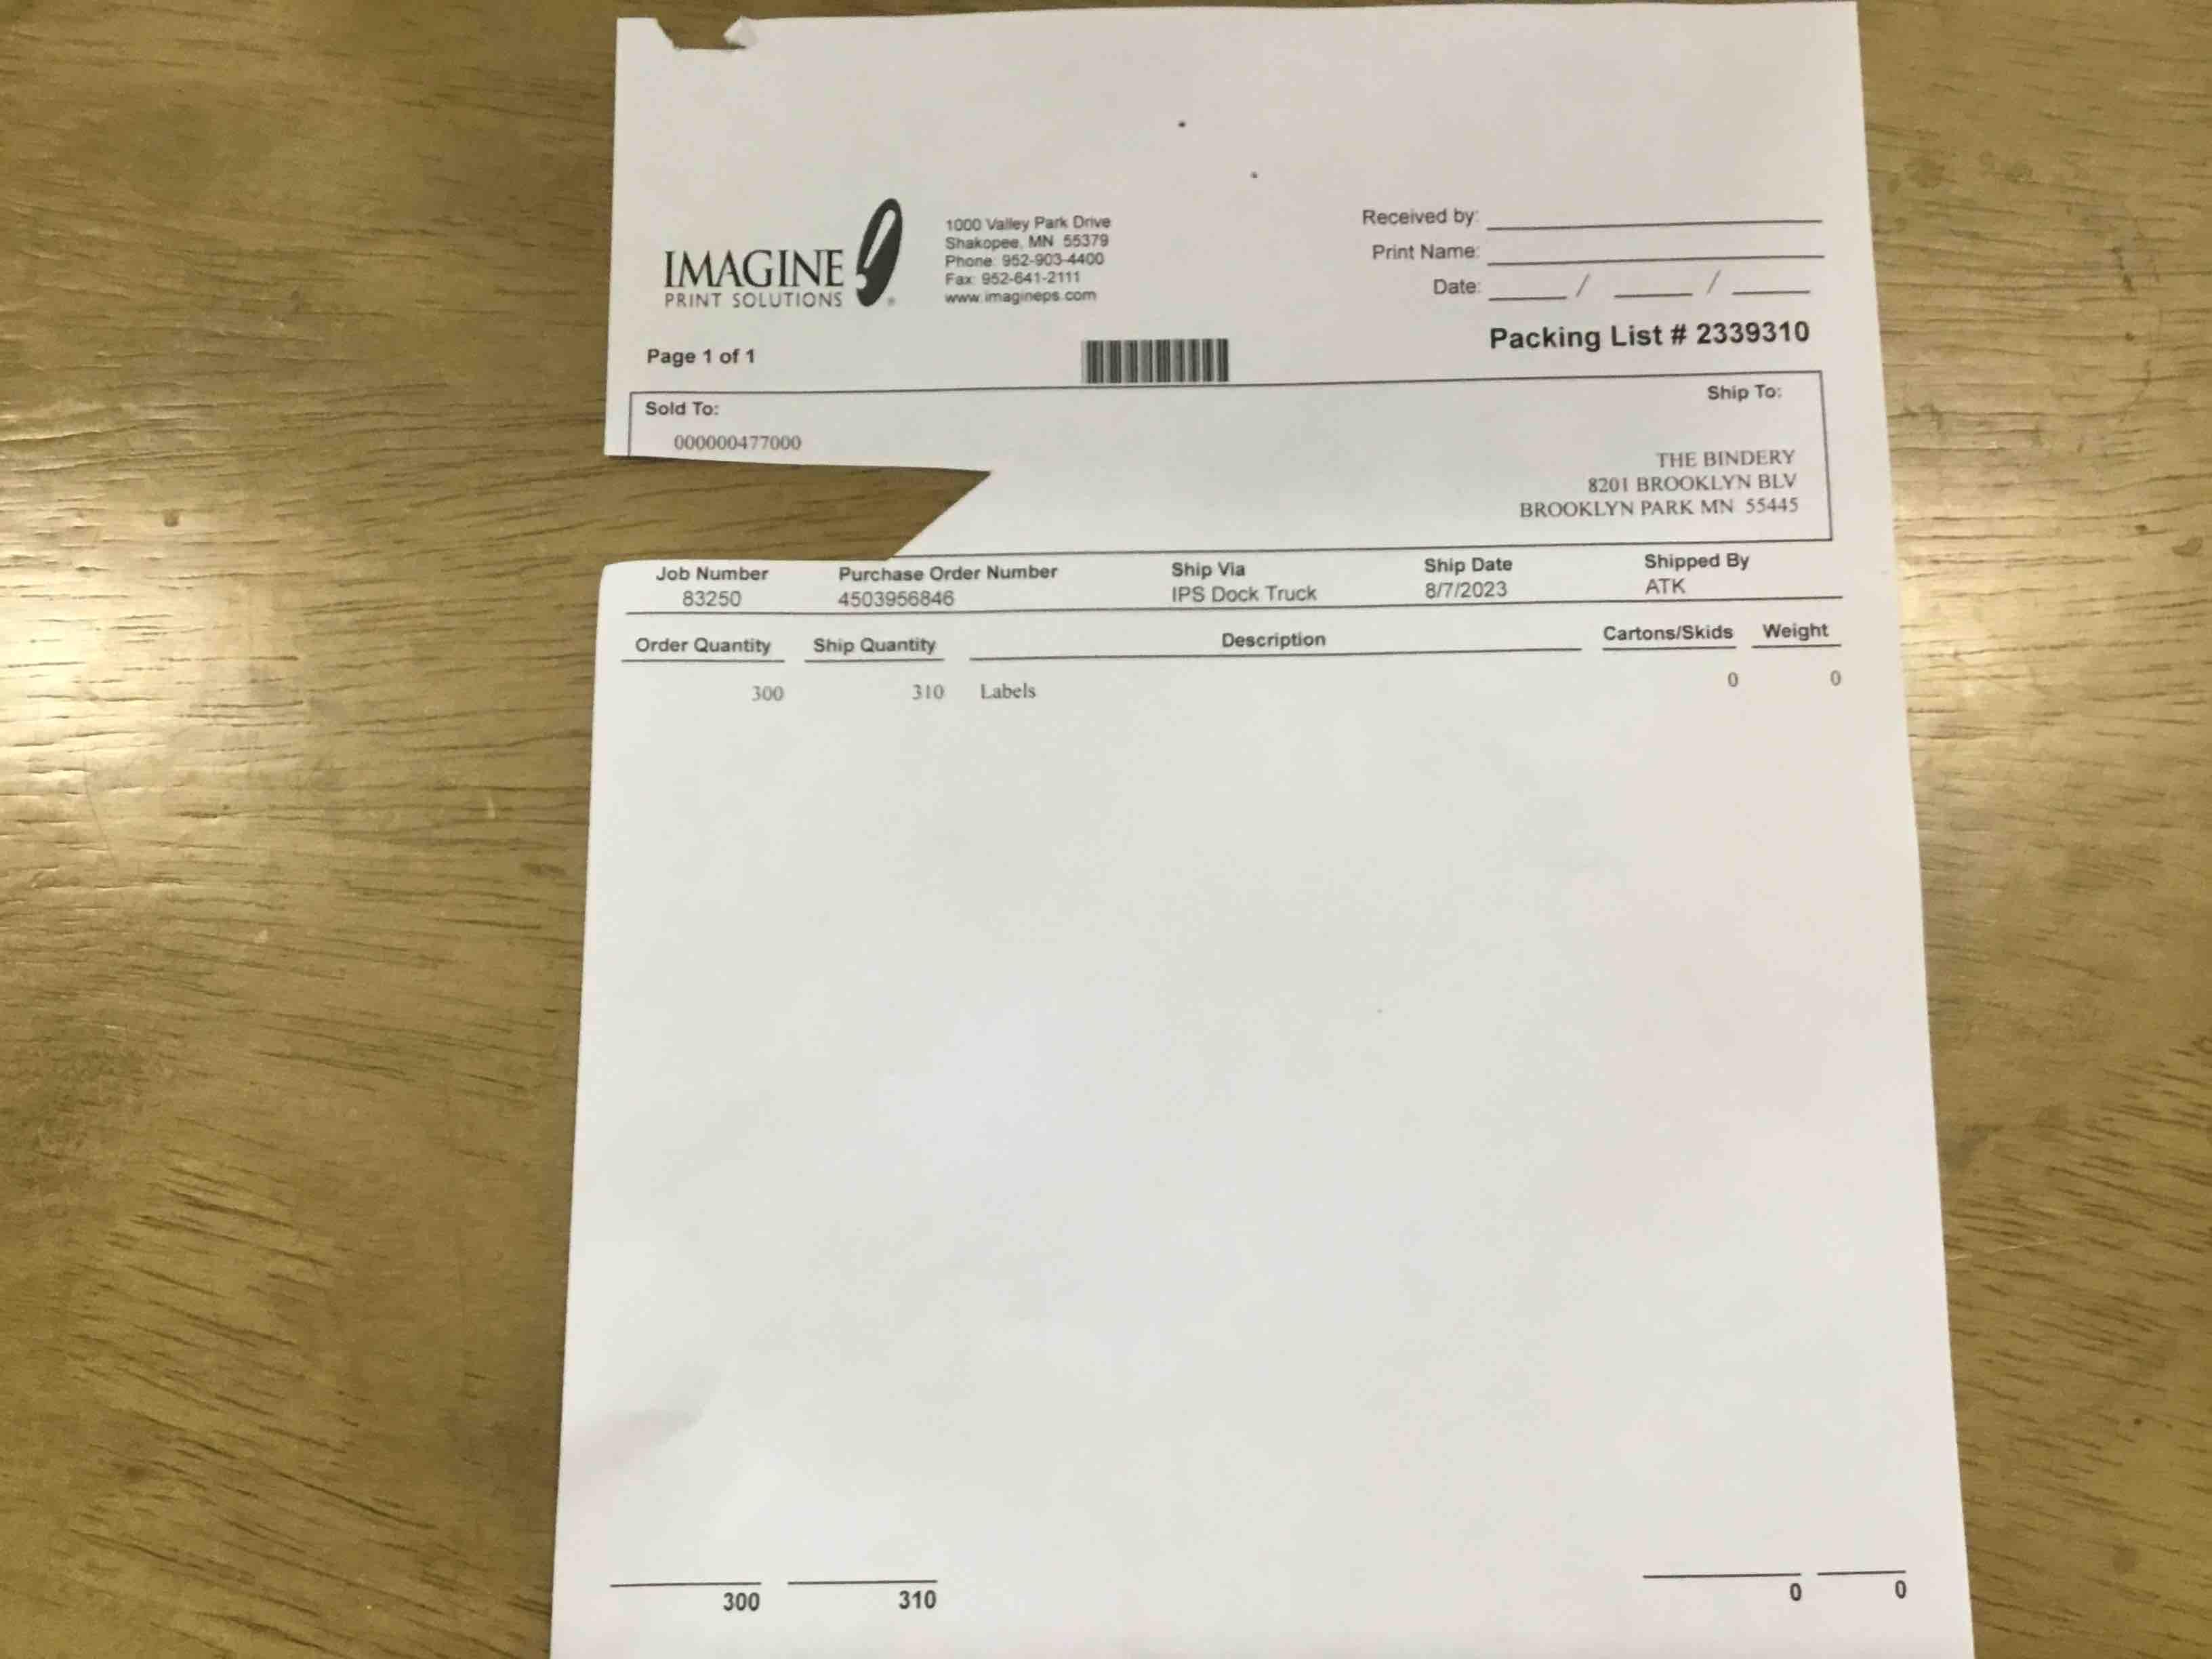 IMAGINE
PRINT SOLUTIONS
1000 Valley Park Drive
Shakopee, MN 55379
Phone: 952-903-4400
Fax: 952-641-2111
www.imagineps.com
Received by:
Print Name:
Date: / /
Packing List # 2339310
Page 1 of 1
Sold To:
000000477000
Ship To:
THE BINDERY
8201 BROOKLYN BLV
BROOKLYN PARK MN 55445
Job Number Purchase Order Number Ship Via Ship Date Shipped By
83250 4503956846 IPS Dock Truck 8/7/2023 ATK
Order Quantity Ship Quantity Description Cartons/Skids Weight
300 310 Labels 0 0
300 310 0 0